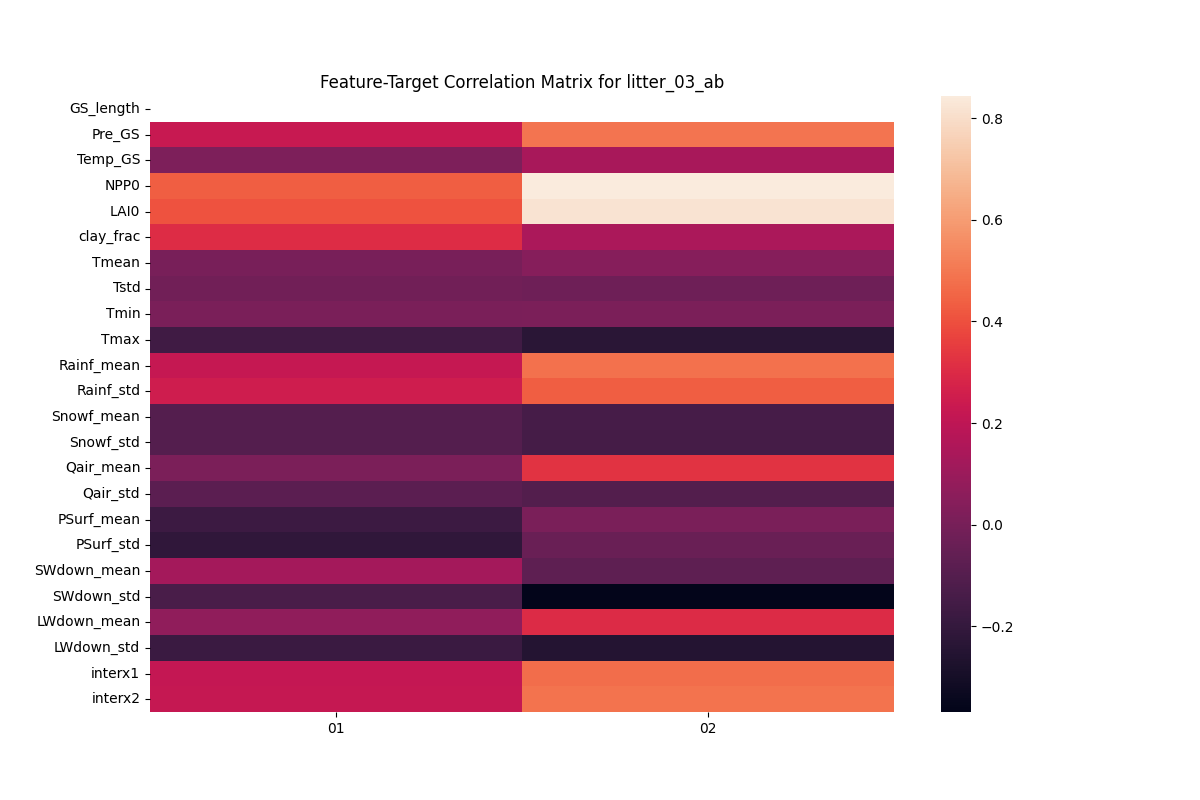 Feature-Target Correlation Matrix for litter_03_ab
GS_length
Pre_GS
Temp_GS
NPP0
LAI0
clay_frac
Tmean
Tstd
Tmin
Tmax
Rainf_mean
Rainf_std
Snowf_mean
Snowf_std
Qair_mean
Qair_std
PSurf_mean
PSurf_std
SWdown_mean
SWdown_std
LWdown_mean
LWdown_std
interx1
interx2
01
02
0.8
0.6
0.4
0.2
0.0
−0.2